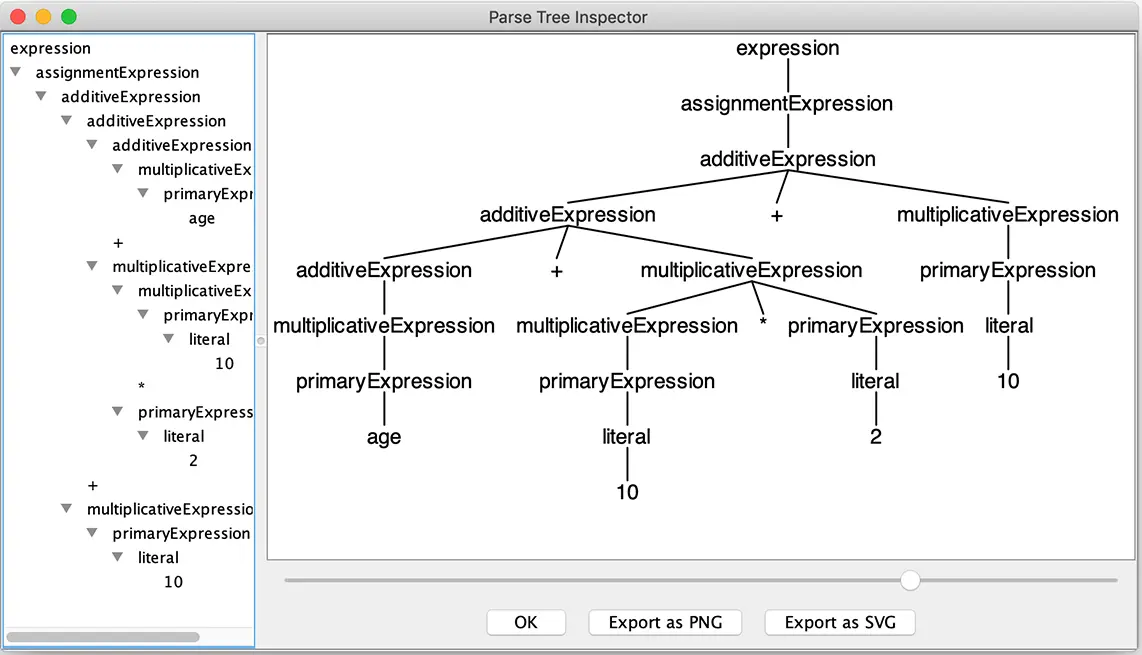 Parse Tree Inspector
expression
assignmentExpression
additiveExpression
additiveExpression
additiveExpression
multiplicativeEx
primaryExpr
age
+
multiplicativeExpre
multiplicativeEx
primaryExpr
literal
10
*
primaryExpress
literal
2
+
multiplicativeExpressio
primaryExpression
literal
10
expression
assignmentExpression
additiveExpression
additiveExpression + multiplicativeExpression
additiveExpression + multiplicativeExpression primaryExpression
multiplicativeExpression multiplicativeExpression * primaryExpression literal
primaryExpression primaryExpression literal 10
age literal 2
10
OK Export as PNG Export as SVG